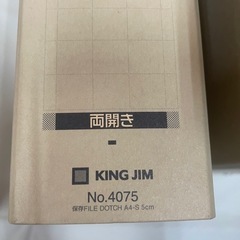 両開き
KING JIM
No.4075
保存FILE DOTCH A4-S 5cm